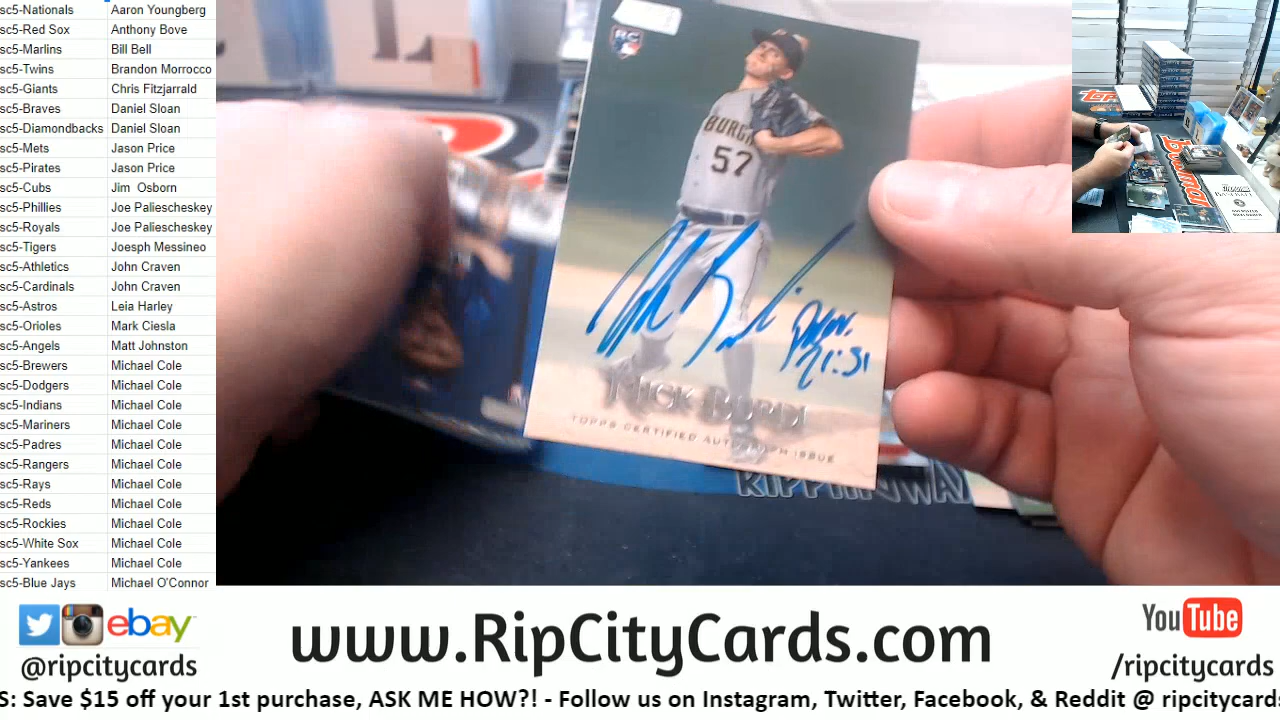 sc5-Nationals Aaron Youngberg
sc5-Red Sox Anthony Bove
sc5-Marlins Bill Bell
sc5-Twins Brandon Morrocco
sc5-Giants Chris Fitzjarrald
sc5-Braves Daniel Sloan
sc5-Diamondbacks Daniel Sloan
sc5-Mets Jason Price
sc5-Pirates Jason Price
sc5-Cubs Jim Osborn
sc5-Phillies Joe Paliescheskey
sc5-Royals Joe Paliescheskey
sc5-Tigers Joesph Messineo
sc5-Athletics John Craven
sc5-Cardinals John Craven
sc5-Astros Leia Harley
sc5-Orioles Mark Ciesla
sc5-Angels Matt Johnston
sc5-Brewers Michael Cole
sc5-Dodgers Michael Cole
sc5-Indians Michael Cole
sc5-Mariners Michael Cole
sc5-Padres Michael Cole
sc5-Rangers Michael Cole
sc5-Rays Michael Cole
sc5-Reds Michael Cole
sc5-Rockies Michael Cole
sc5-White Sox Michael Cole
sc5-Yankees Michael Cole
sc5-Blue Jays Michael O'Connor
RC
BURGH
57
21:31
NICK BURDI
TOPPS CERTIFIED AUTOGRAPH ISSUE
RIPPIN
ebay
@ripcitycards
www.RipCityCards.com
YouTube
/ripcitycards
S: Save $15 off your 1st purchase, ASK ME HOW?! - Follow us on Instagram, Twitter, Facebook, & Reddit @ ripcitycards